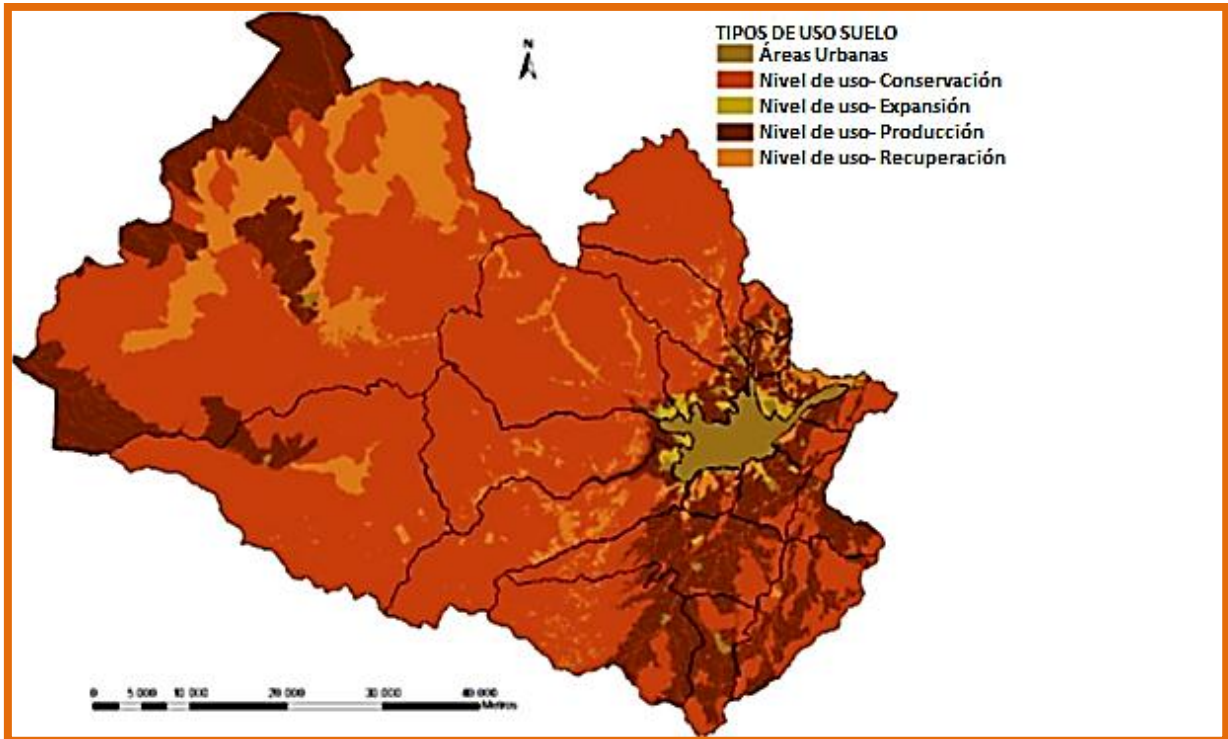 TIPOS DE USO SUELO
Áreas Urbanas
Nivel de uso- Conservación
Nivel de uso- Expansión
Nivel de uso- Producción
Nivel de uso- Recuperación
N
0 5 000 10 000 20 000 30 000 40 000
Metros